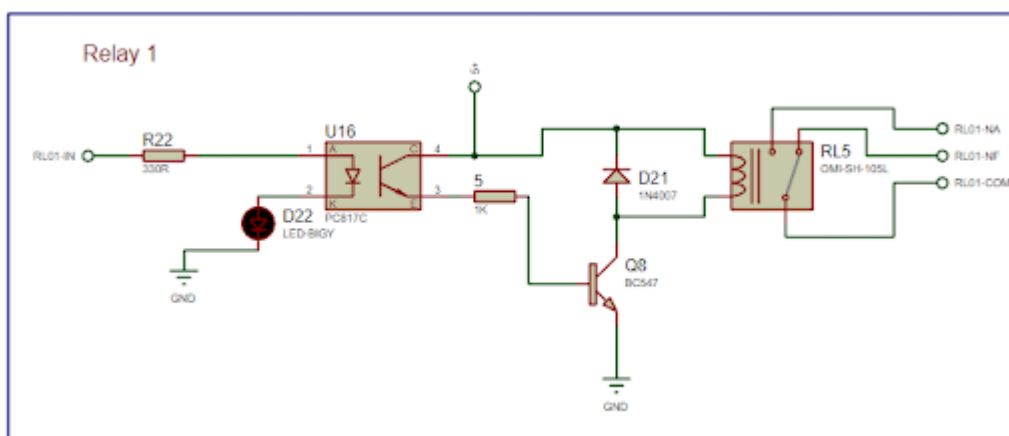 Relay 1
5+
U16
R22
RL01-IN
330R
1
A
C
4
2
K
E
3
PC817C
D22
LED-BIGY
GND
5
1K
D21
1N4007
Q8
BC547
GND
RL5
OMI-SH-105L
RL01-NA
RL01-NF
RL01-COM